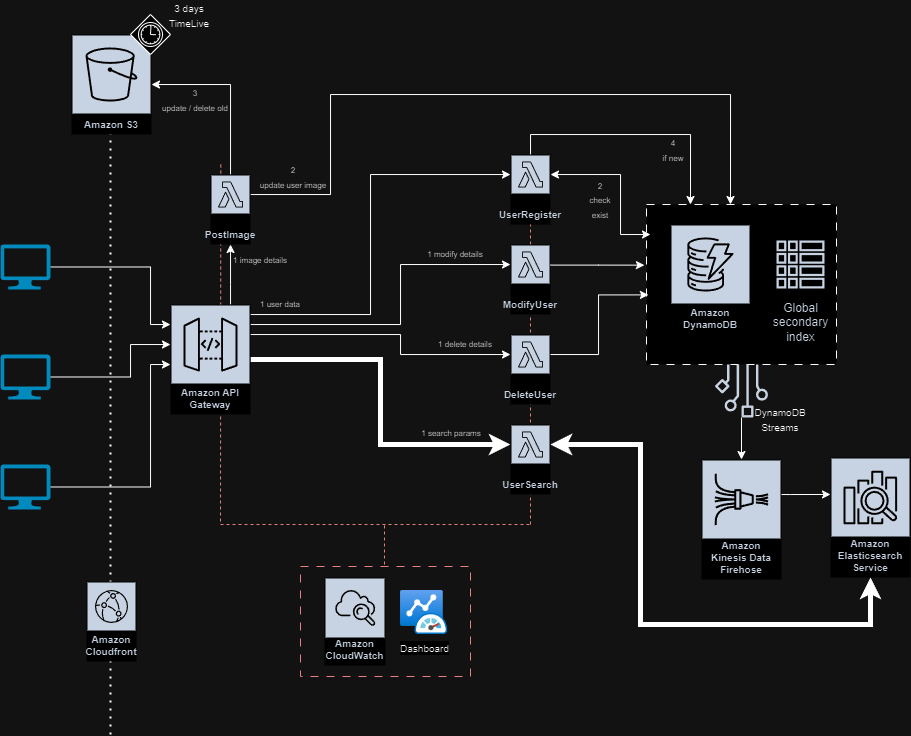 3 days
TimeLive
Amazon S3
3
update / delete old
2
update user image
PostImage
1 image details
1 user data
</>
Amazon API
Gateway
UserRegister
4
if new
2
check
exist
1 modify details
ModifyUser
1 delete details
DeleteUser
1 search params
UserSearch
Amazon
DynamoDB
Global
secondary
index
DynamoDB
Streams
Amazon
Kinesis Data
Firehose
Amazon
Elasticsearch
Service
Amazon
Cloudfront
Amazon
CloudWatch
Dashboard